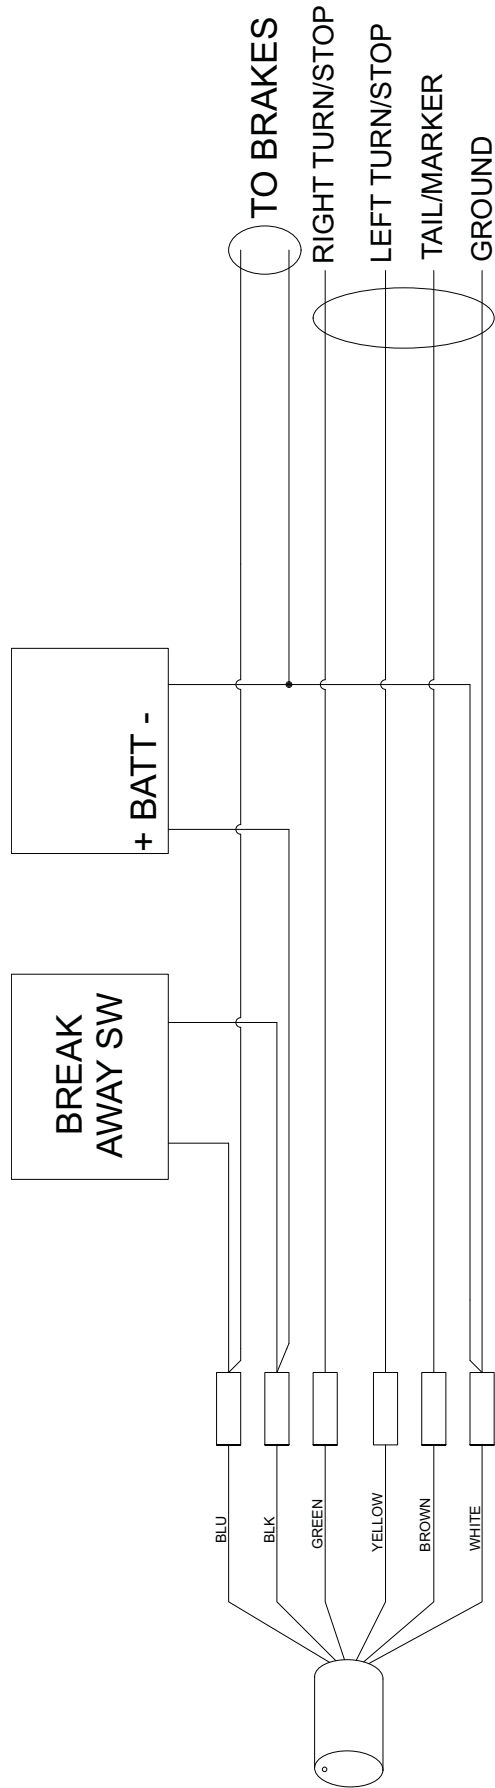 TO BRAKES
RIGHT TURN/STOP
LEFT TURN/STOP
TAIL/MARKER
GROUND
+ BATT -
BREAK
AWAY SW
BLU
BLK
GREEN
YELLOW
BROWN
WHITE